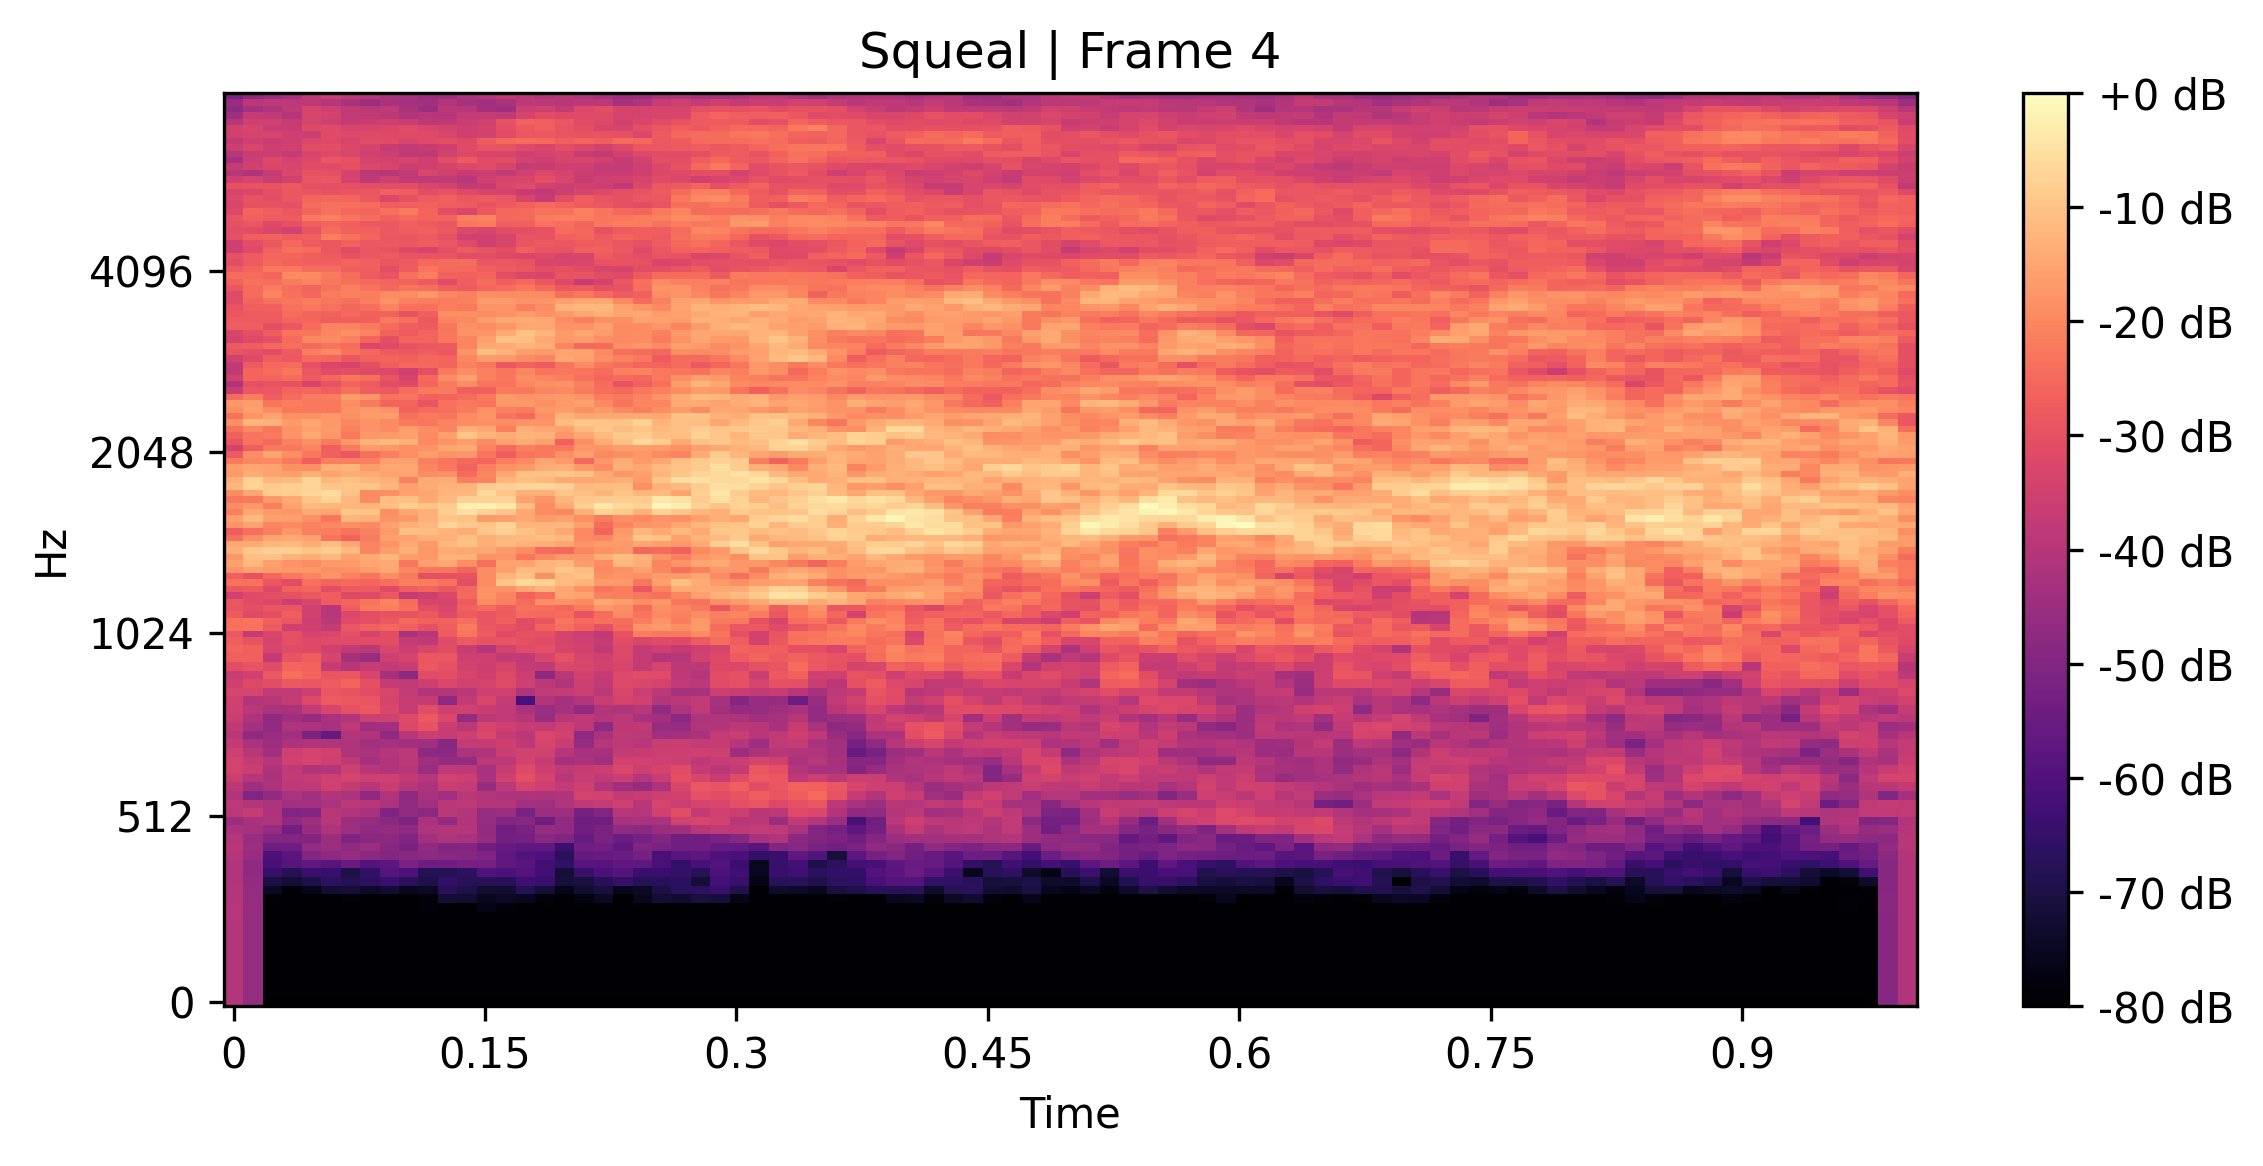 Squeal | Frame 4
+0 dB
-10 dB
-20 dB
-30 dB
-40 dB
-50 dB
-60 dB
-70 dB
-80 dB
Hz
4096
2048
1024
512
0
0 0.15 0.3 0.45 0.6 0.75 0.9
Time